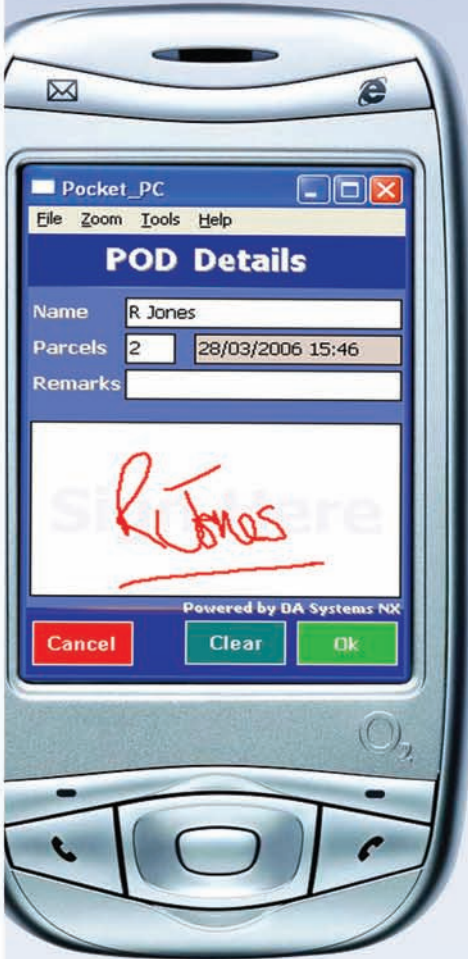 Pocket_PC
File Zoom Tools Help
POD Details
Name R Jones
Parcels 2 28/03/2006 15:46
Remarks
Sign Here
R Jones
Powered by DA Systems NX
Cancel Clear Ok
O2